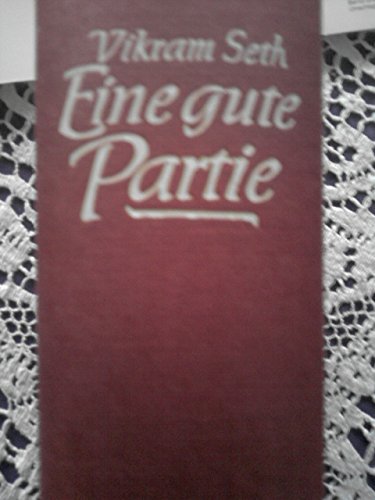 Vikram Seth
Eine gute
Partie